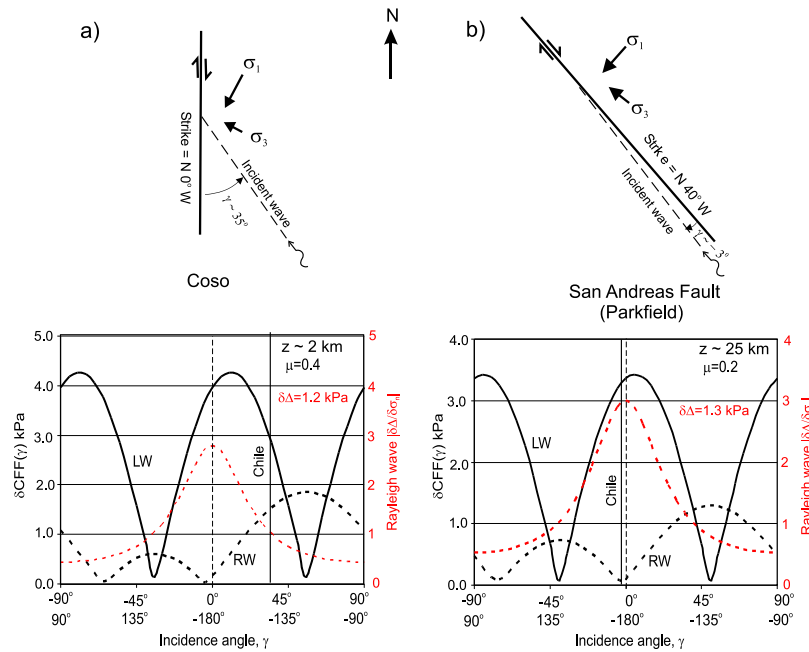 a)
N
b)
σ1
σ3
Strike = N 0° W
Incident wave
γ ~ 35°
Coso
σ1
σ3
Strk e = N 40° W
Incident wave
γ ~ -3°
San Andreas Fault
(Parkfield)
5.0
4.0
3.0
2.0
1.0
0.0
δCFF(γ) kPa
z ~ 2 km
μ=0.4
δΔ=1.2 kPa
LW
RW
Chile
5
4
3
2
1
0
Rayleigh wave |δΔ/δσn|
-90° -45° 0° 45° 90°
90° 135° -180° -135° -90°
Incidence angle, γ
4.0
3.0
2.0
1.0
0.0
δCFF(γ) kPa
z ~ 25 km
μ=0.2
δΔ=1.3 kPa
LW
RW
Chile
4
3
2
1
0
Rayleigh wave |δΔ/δσn|
-90° -45° 0° 45° 90°
90° 135° -180° -135° -90°
Incidence angle, γ